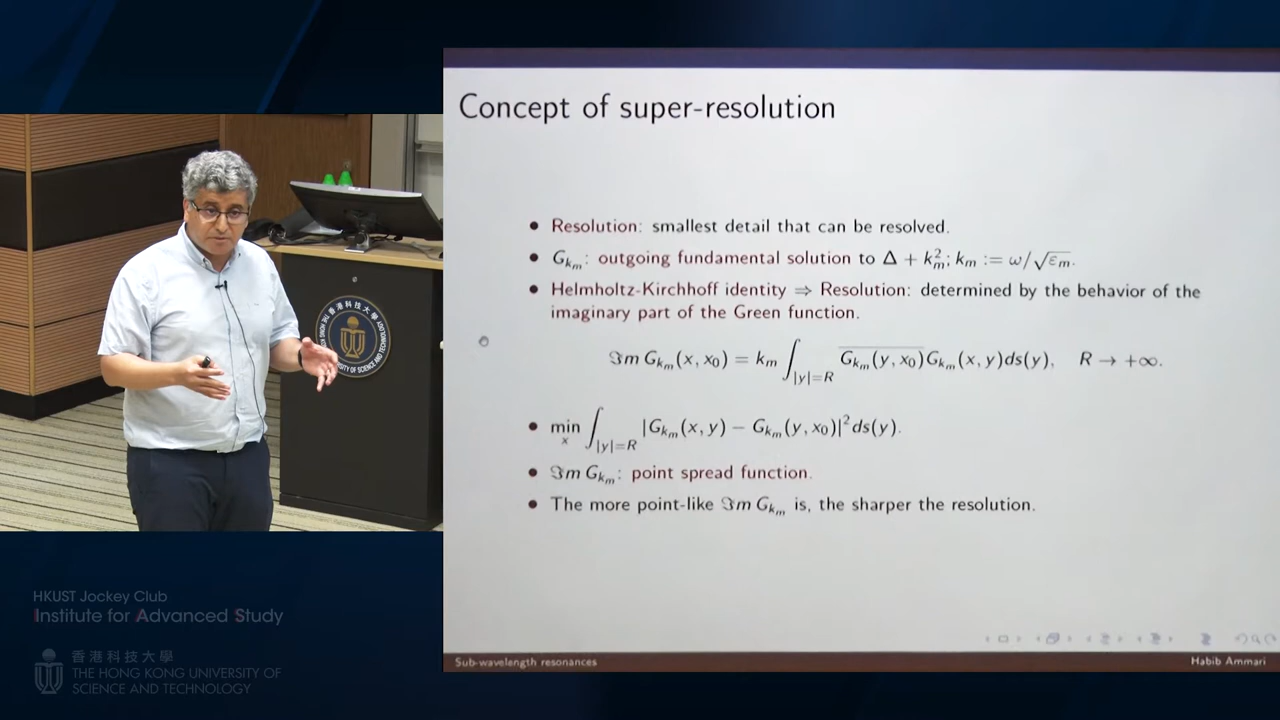 Concept of super-resolution
• Resolution: smallest detail that can be resolved.
• G_{k_m}: outgoing fundamental solution to Δ + k_m^2; k_m := ω/√ε_m.
• Helmholtz-Kirchhoff identity ⇒ Resolution: determined by the behavior of the
imaginary part of the Green function.
ℑm G_{k_m}(x, x_0) = k_m ∫_{|y|=R} \overline{G_{k_m}(y, x_0)}G_{k_m}(x, y)ds(y), R → +∞.
• min_x ∫_{|y|=R} |G_{k_m}(x, y) − G_{k_m}(y, x_0)|^2 ds(y).
• ℑm G_{k_m}: point spread function.
• The more point-like ℑm G_{k_m} is, the sharper the resolution.
Sub-wavelength resonances
Habib Ammari
HKUST Jockey Club
Institute for Advanced Study
香港科技大學
THE HONG KONG UNIVERSITY OF
SCIENCE AND TECHNOLOGY